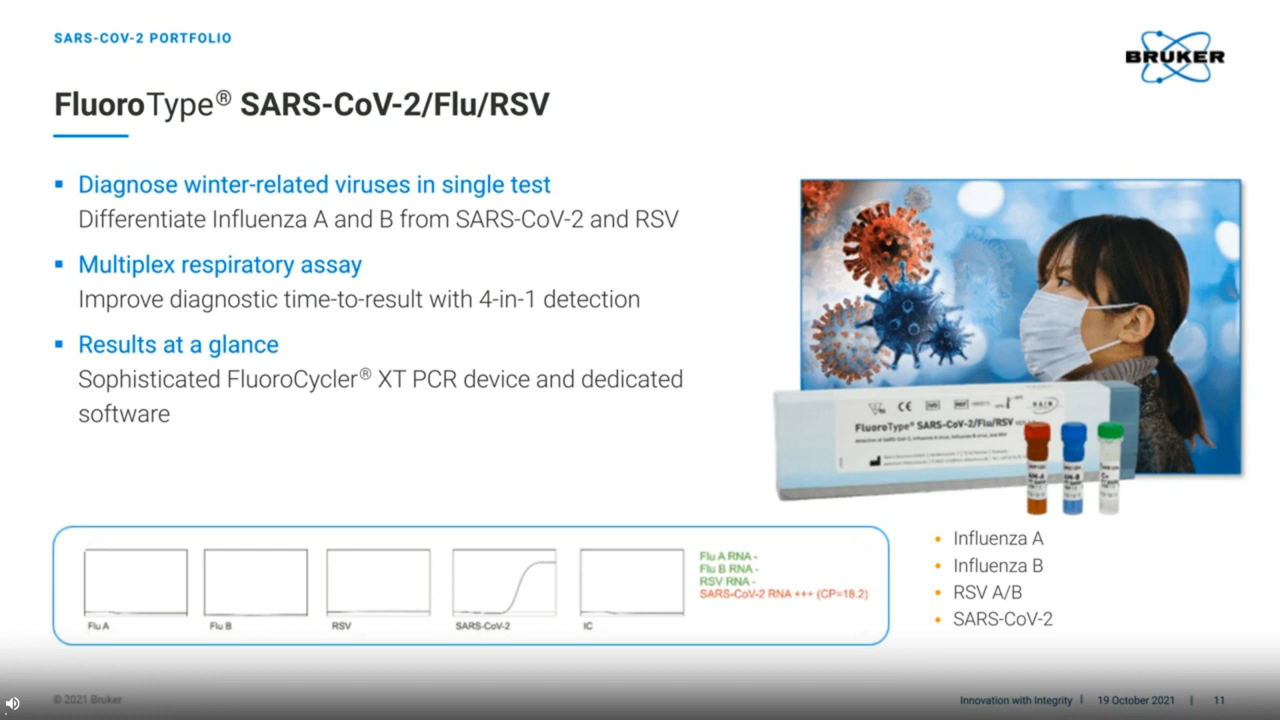 SARS-COV-2 PORTFOLIO
BRUKER
FluoroType® SARS-CoV-2/Flu/RSV
▪ Diagnose winter-related viruses in single test
Differentiate Influenza A and B from SARS-CoV-2 and RSV
▪ Multiplex respiratory assay
Improve diagnostic time-to-result with 4-in-1 detection
▪ Results at a glance
Sophisticated FluoroCycler® XT PCR device and dedicated
software
CE IVD REF
FluoroType® SARS-CoV-2/Flu/RSV
Flu A RNA -
Flu B RNA -
RSV RNA -
SARS-CoV-2 RNA +++ (CP=18.2)
Flu A
Flu B
RSV
SARS-CoV-2
IC
• Influenza A
• Influenza B
• RSV A/B
• SARS-CoV-2
© 2021 Bruker
Innovation with Integrity | 19 October 2021 | 11